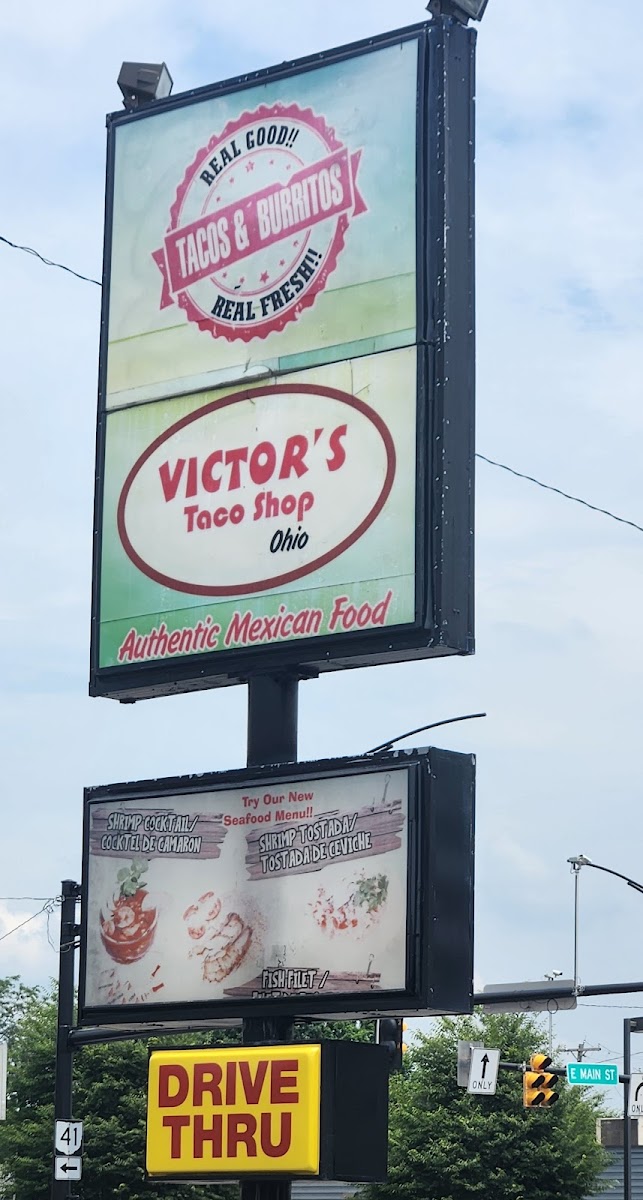 REAL GOOD!!
TACOS & BURRITOS
REAL FRESH!!
VICTOR'S
Taco Shop
Ohio
Authentic Mexican Food
Try Our New
Seafood Menu!!
SHRIMP COCKTAIL/
COCKTEL DE CAMARON
SHRIMP TOSTADA/
TOSTADA DE CEVICHE
FISH FILET /
DRIVE
THRU
41
ONLY
E MAIN ST
ONLY